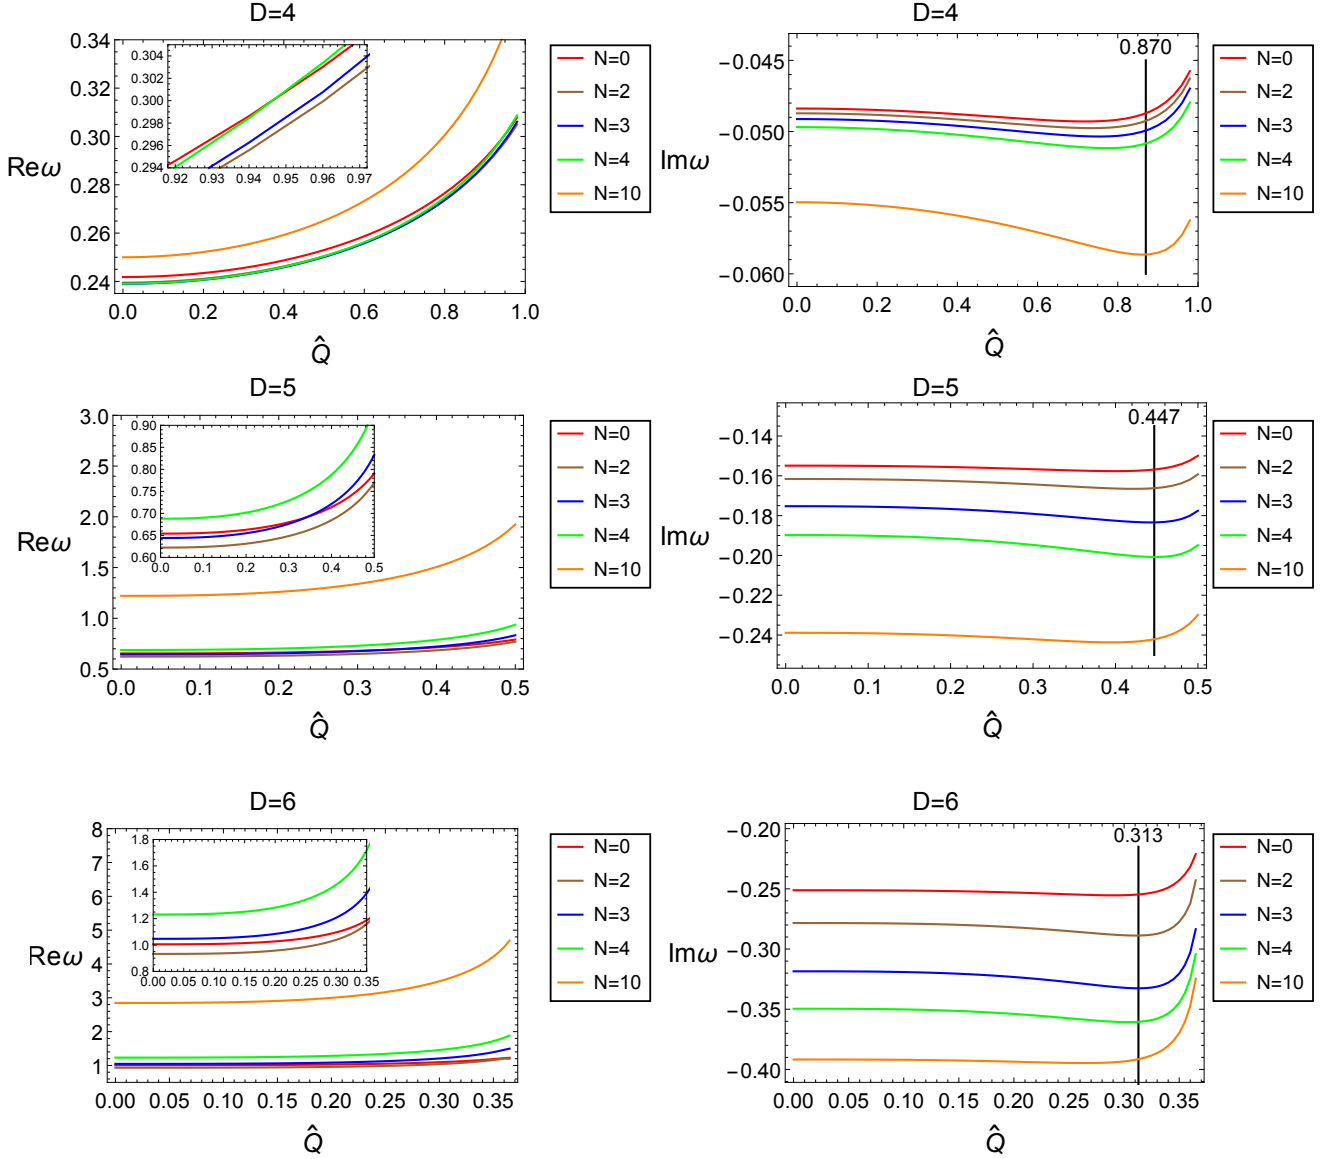 D=4
0.34
0.32
0.30
0.28
0.26
0.24
Reω
0.304
0.302
0.300
0.298
0.296
0.294
0.92 0.93 0.94 0.95 0.96 0.97
0.0 0.2 0.4 0.6 0.8 1.0
Q̂
N=0
N=2
N=3
N=4
N=10
D=4
−0.045
−0.050
−0.055
−0.060
Imω
0.870
0.0 0.2 0.4 0.6 0.8 1.0
Q̂
N=0
N=2
N=3
N=4
N=10
D=5
3.0
2.5
2.0
1.5
1.0
0.5
Reω
0.90
0.85
0.80
0.75
0.70
0.65
0.60
0.0 0.1 0.2 0.3 0.4 0.5
0.0 0.1 0.2 0.3 0.4 0.5
Q̂
N=0
N=2
N=3
N=4
N=10
D=5
−0.14
−0.16
−0.18
−0.20
−0.22
−0.24
Imω
0.447
0.0 0.1 0.2 0.3 0.4 0.5
Q̂
N=0
N=2
N=3
N=4
N=10
D=6
8
7
6
5
4
3
2
1
Reω
1.8
1.6
1.4
1.2
1.0
0.8
0.00 0.05 0.10 0.15 0.20 0.25 0.30 0.35
0.00 0.05 0.10 0.15 0.20 0.25 0.30 0.35
Q̂
N=0
N=2
N=3
N=4
N=10
D=6
−0.20
−0.25
−0.30
−0.35
−0.40
Imω
0.313
0.00 0.05 0.10 0.15 0.20 0.25 0.30 0.35
Q̂
N=0
N=2
N=3
N=4
N=10